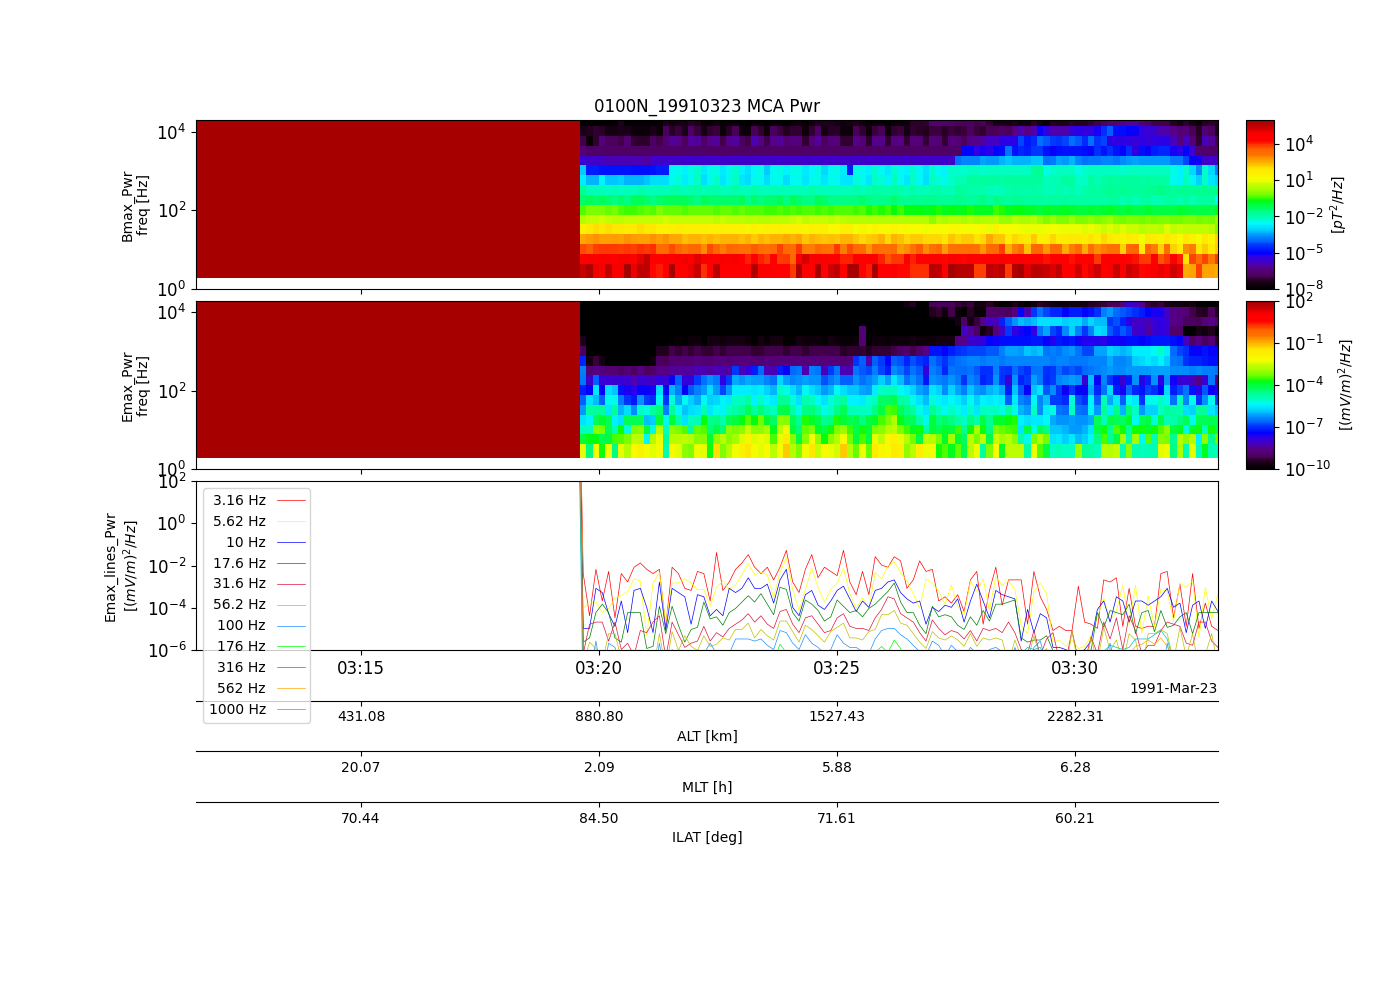 0100N_19910323 MCA Pwr
10^4
10^2
10^0
Bmax_Pwr
freq [Hz]
10^4
10^1
10^-2
10^-5
10^-8
[pT^2/Hz]
10^4
10^2
10^0
Emax_Pwr
freq [Hz]
10^2
10^-1
10^-4
10^-7
10^-10
[(mV/m)^2/Hz]
10^2
10^0
10^-2
10^-4
10^-6
Emax_lines_Pwr
[(mV/m)^2/Hz]
3.16 Hz
5.62 Hz
10 Hz
17.6 Hz
31.6 Hz
56.2 Hz
100 Hz
176 Hz
316 Hz
562 Hz
1000 Hz
03:15 03:20 03:25 03:30
1991-Mar-23
431.08 880.80 1527.43 2282.31
ALT [km]
20.07 2.09 5.88 6.28
MLT [h]
70.44 84.50 71.61 60.21
ILAT [deg]